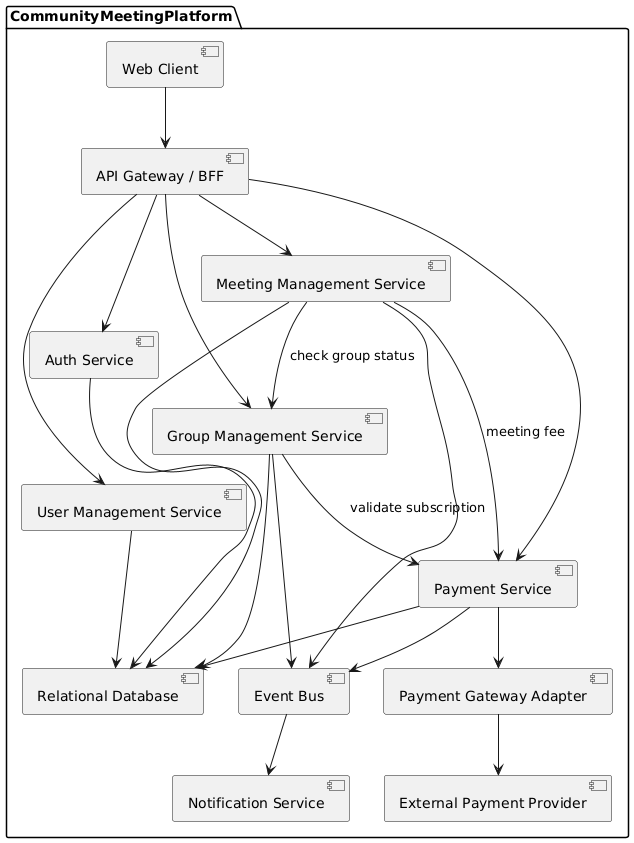 CommunityMeetingPlatform
Web Client
API Gateway / BFF
Meeting Management Service
Auth Service
check group status
Group Management Service
meeting fee
User Management Service
validate subscription
Payment Service
Relational Database
Event Bus
Payment Gateway Adapter
Notification Service
External Payment Provider